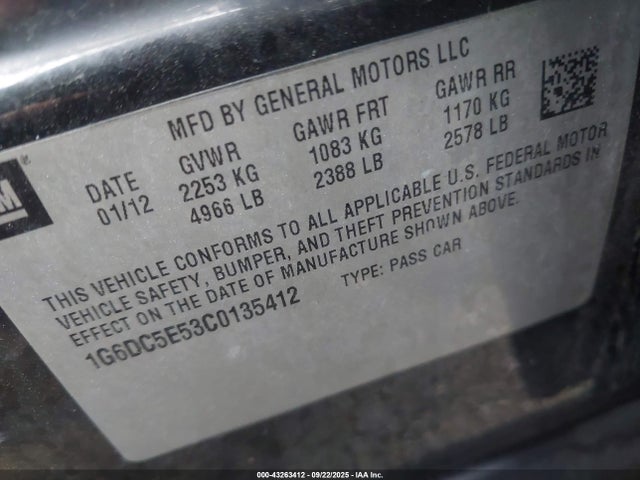 MFD BY GENERAL MOTORS LLC
DATE GVWR GAWR FRT GAWR RR
01/12 2253 KG 1083 KG 1170 KG
4966 LB 2388 LB 2578 LB
GM ®
THIS VEHICLE CONFORMS TO ALL APPLICABLE U.S. FEDERAL MOTOR
VEHICLE SAFETY, BUMPER, AND THEFT PREVENTION STANDARDS IN
EFFECT ON THE DATE OF MANUFACTURE SHOWN ABOVE.
1G6DC5E53C0135412 TYPE: PASS CAR
000-43263412 - 09/22/2025 - IAA Inc.